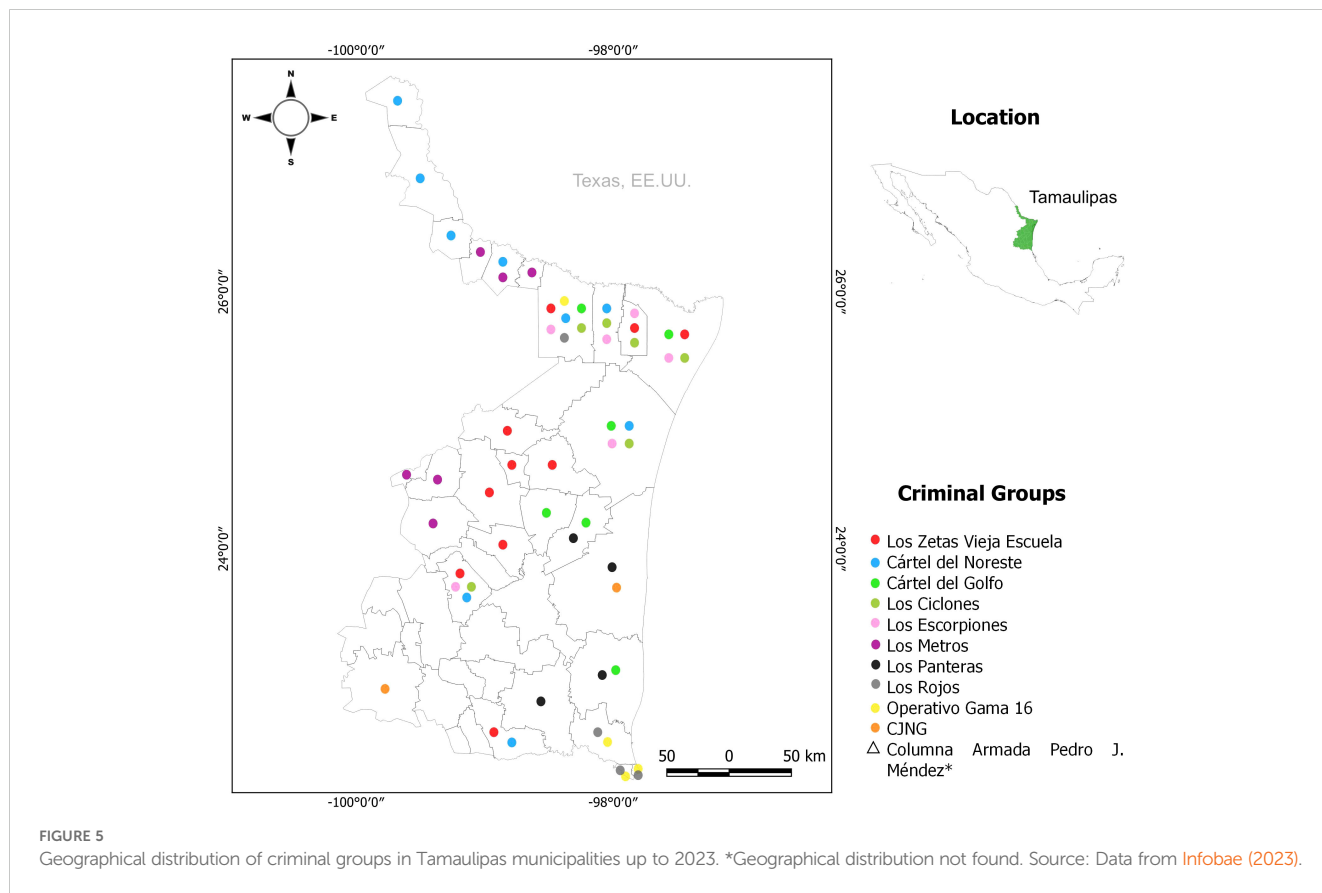 -100°0′0″
-98°0′0″
N
W
E
S
Texas, EE.UU.
26°0′0″
26°0′0″
24°0′0″
24°0′0″
50 0 50 km
-100°0′0″
-98°0′0″
Location
Tamaulipas
Criminal Groups
Los Zetas Vieja Escuela
Cártel del Noreste
Cártel del Golfo
Los Ciclones
Los Escorpiones
Los Metros
Los Panteras
Los Rojos
Operativo Gama 16
CJNG
Columna Armada Pedro J.
Méndez*
FIGURE 5
Geographical distribution of criminal groups in Tamaulipas municipalities up to 2023. *Geographical distribution not found. Source: Data from Infobae (2023).